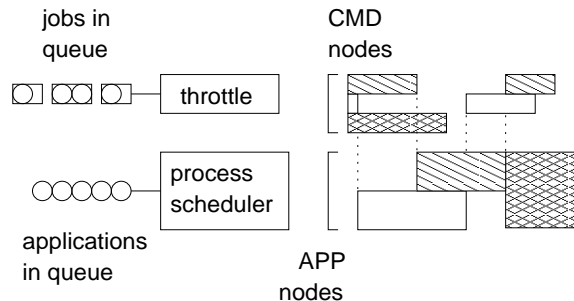 jobs in
queue
CMD
nodes
throttle
process
scheduler
applications
in queue
APP
nodes